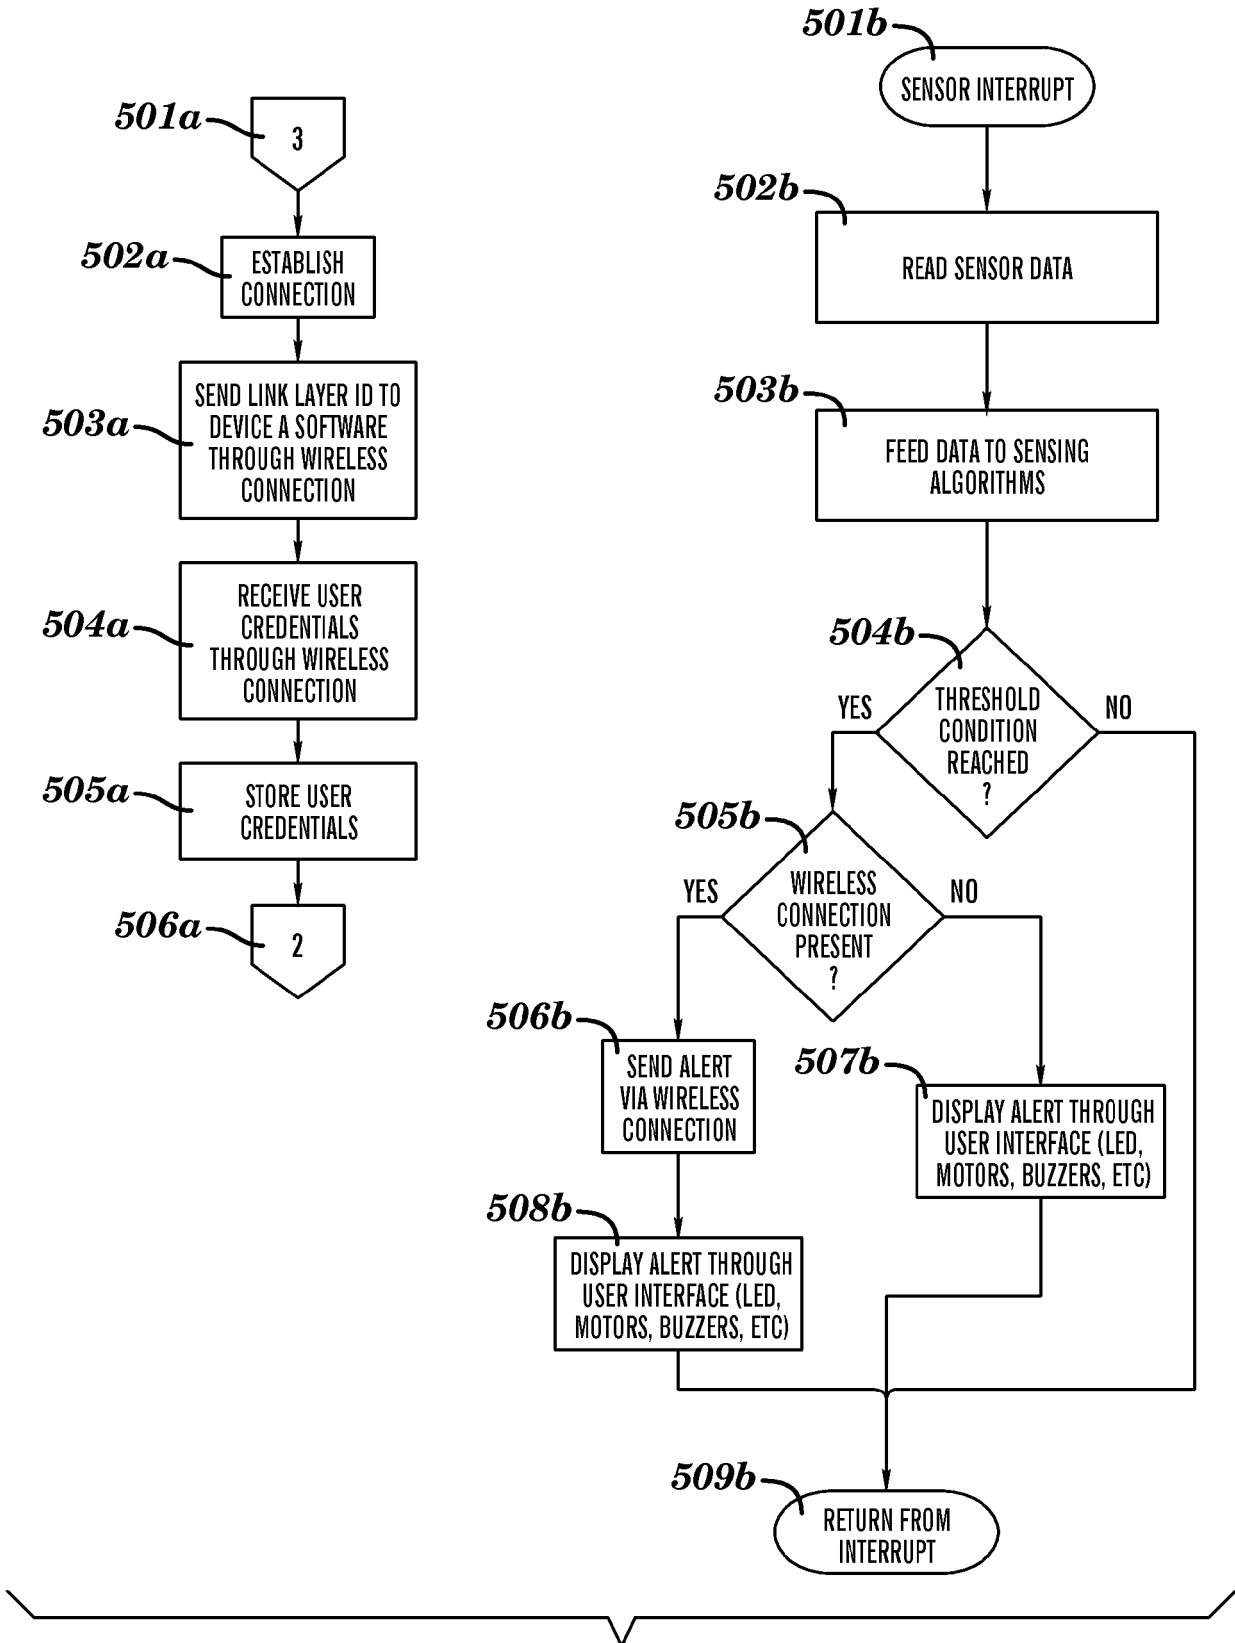 501a
3
502a
ESTABLISH
CONNECTION
503a
SEND LINK LAYER ID TO
DEVICE A SOFTWARE
THROUGH WIRELESS
CONNECTION
504a
RECEIVE USER
CREDENTIALS
THROUGH WIRELESS
CONNECTION
505a
STORE USER
CREDENTIALS
506a
2
501b
SENSOR INTERRUPT
502b
READ SENSOR DATA
503b
FEED DATA TO SENSING
ALGORITHMS
504b
THRESHOLD
CONDITION
REACHED
?
YES
NO
505b
WIRELESS
CONNECTION
PRESENT
?
YES
NO
506b
SEND ALERT
VIA WIRELESS
CONNECTION
507b
DISPLAY ALERT THROUGH
USER INTERFACE (LED,
MOTORS, BUZZERS, ETC)
508b
DISPLAY ALERT THROUGH
USER INTERFACE (LED,
MOTORS, BUZZERS, ETC)
509b
RETURN FROM
INTERRUPT